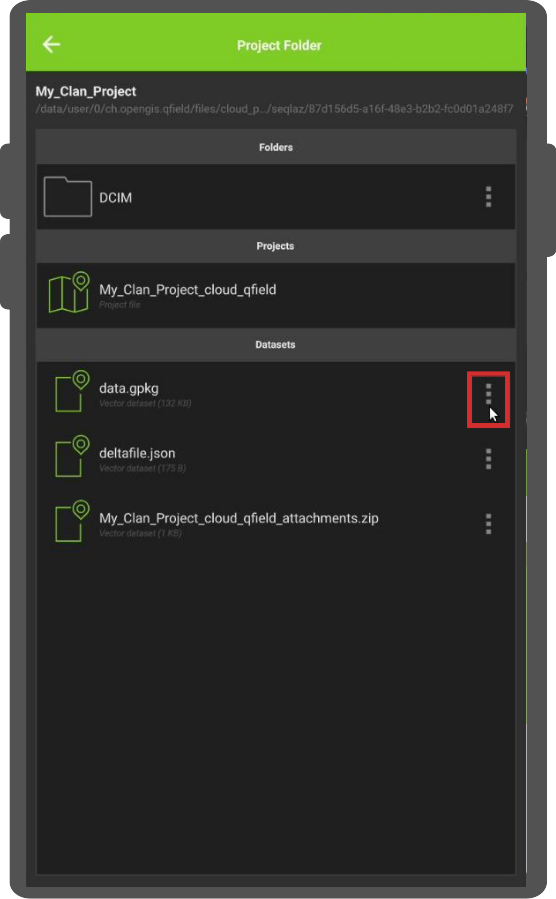 Project Folder
My_Clan_Project
/data/user/0/ch.opengis.qfield/files/cloud_p.../seqlaz/87d156d5-a16f-48e3-b2b2-fc0d01a248f7
Folders
DCIM
Projects
My_Clan_Project_cloud_qfield
Project file
Datasets
data.gpkg
Vector dataset (132 KB)
deltafile.json
Vector dataset (175 B)
My_Clan_Project_cloud_qfield_attachments.zip
Vector dataset (1 KB)